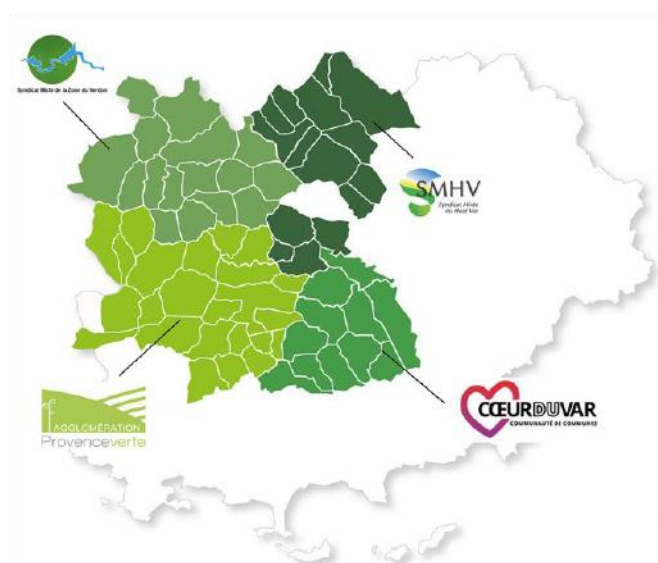 Syndicat Mixte de la Zone du Verdon
SMHV
Syndicat Mixte
du Haut Var
AGGLOMÉRATION
Provenceverte
CŒURDUVAR
COMMUNAUTÉ DE COMMUNES